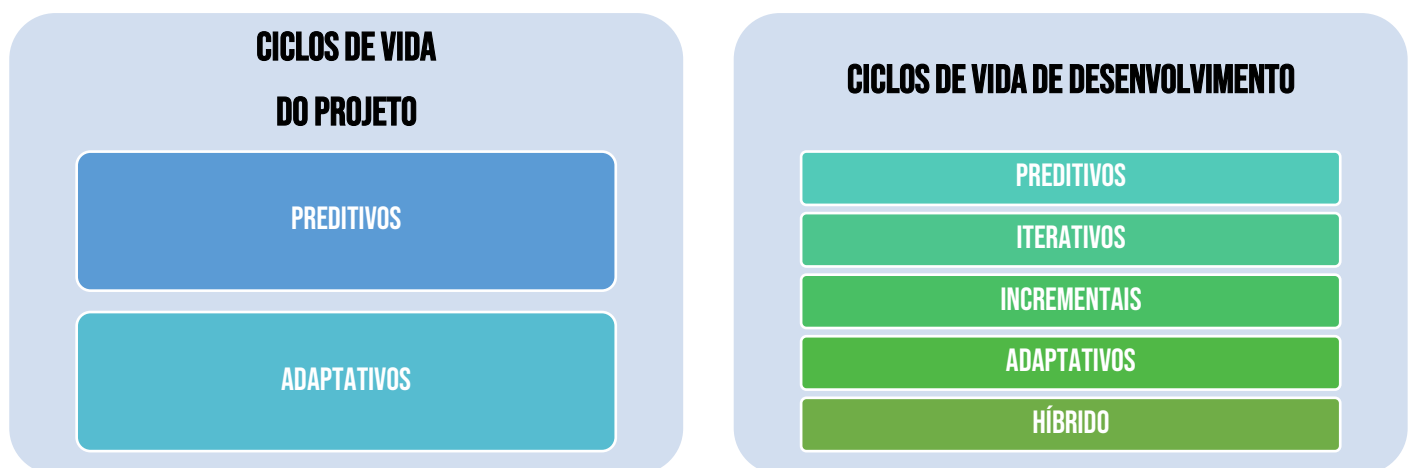 CICLOS DE VIDA
DO PROJETO
PREDITIVOS
ADAPTATIVOS
CICLOS DE VIDA DE DESENVOLVIMENTO
PREDITIVOS
ITERATIVOS
INCREMENTAIS
ADAPTATIVOS
HÍBRIDO